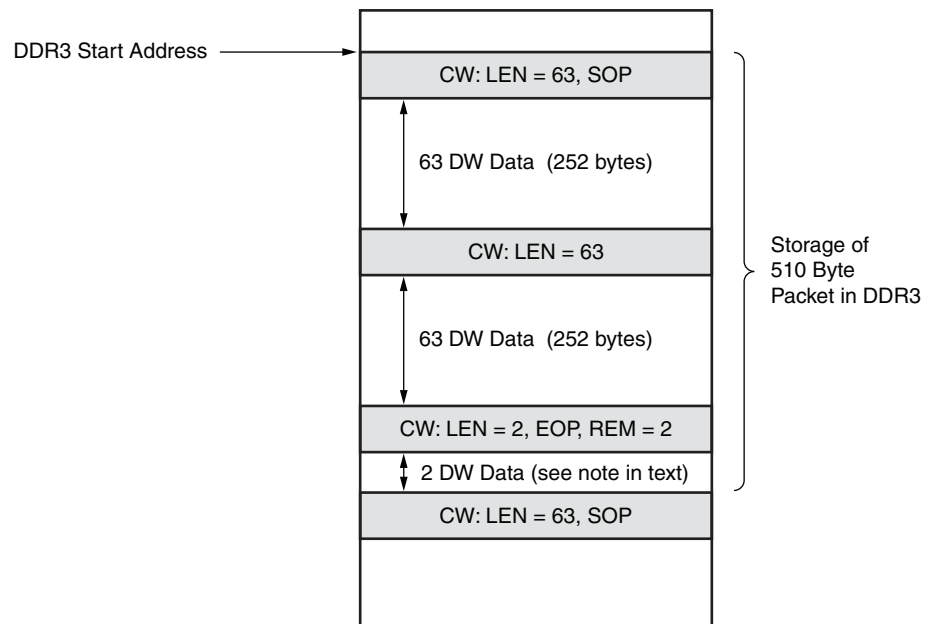 DDR3 Start Address
CW: LEN = 63, SOP
63 DW Data (252 bytes)
CW: LEN = 63
63 DW Data (252 bytes)
CW: LEN = 2, EOP, REM = 2
2 DW Data (see note in text)
CW: LEN = 63, SOP
Storage of
510 Byte
Packet in DDR3